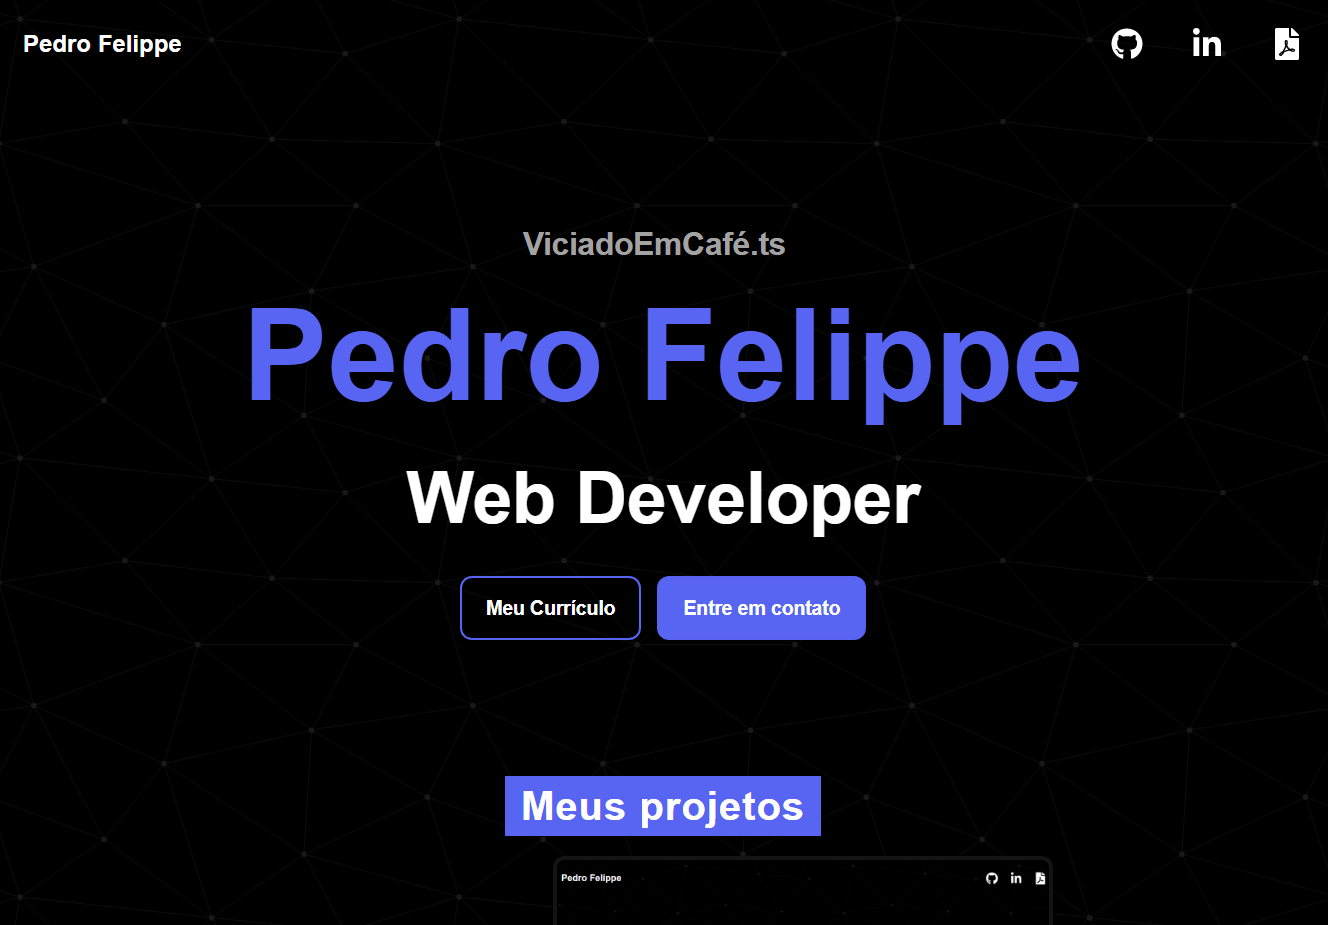 Pedro Felippe
in
ViciadoEmCafé.ts
Pedro Felippe
Web Developer
Meu Currículo
Entre em contato
Meus projetos
Pedro Felippe
in